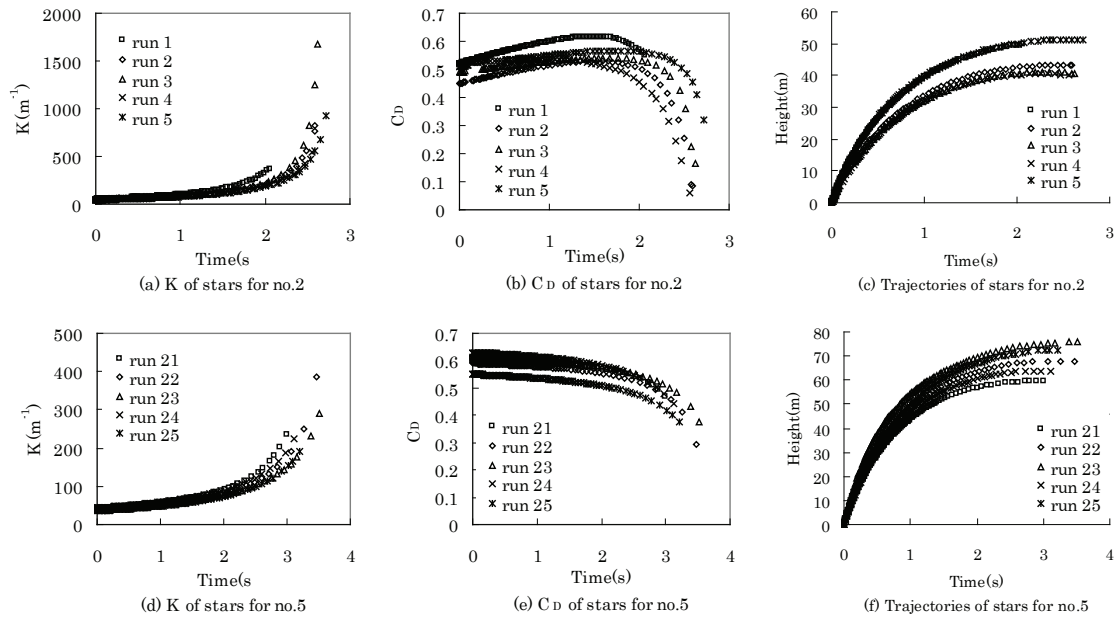 2000
1500
1000
500
0
0 1 2 3
K(m⁻¹)
Time(s)
run 1
run 2
run 3
run 4
run 5
(a) K of stars for no.2
0.7
0.6
0.5
0.4
0.3
0.2
0.1
0
0 1 2 3
CD
Time(s)
run 1
run 2
run 3
run 4
run 5
(b) CD of stars for no.2
60
50
40
30
20
10
0
0 1 2 3
Height(m)
Time(s)
run 1
run 2
run 3
run 4
run 5
(c) Trajectories of stars for no.2
500
400
300
200
100
0
0 1 2 3 4
K(m⁻¹)
Time(s)
run 21
run 22
run 23
run 24
run 25
(d) K of stars for no.5
0.7
0.6
0.5
0.4
0.3
0.2
0.1
0
0 1 2 3 4
CD
Time(s)
run 21
run 22
run 23
run 24
run 25
(e) CD of stars for no.5
80
70
60
50
40
30
20
10
0
0 1 2 3 4
Height(m)
Time(s)
run 21
run 22
run 23
run 24
run 25
(f) Trajectories of stars for no.5